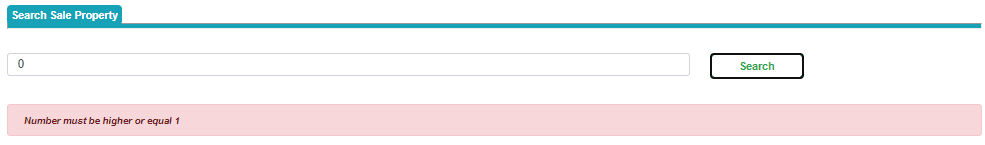 Search Sale Property
0
Search
Number must be higher or equal 1